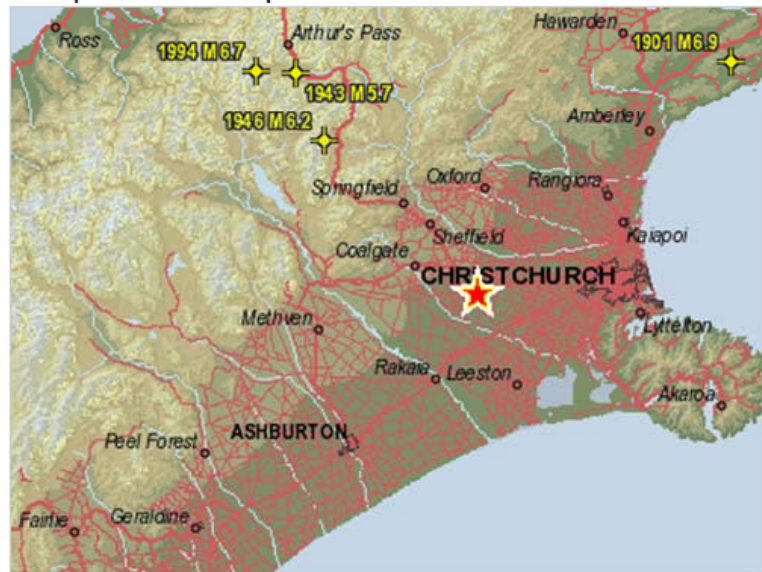 Ross
Arthur's Pass
Hawarden
1994 M6.7
1901 M6.9
1943 M5.7
1946 M6.2
Amberley
Springfield
Oxford
Rangiora
Sheffield
Kaiapoi
Coalgate
CHRISTCHURCH
Methven
Lyttelton
Rakaia
Leeston
Akaroa
ASHBURTON
Peel Forest
Fairlie
Geraldine